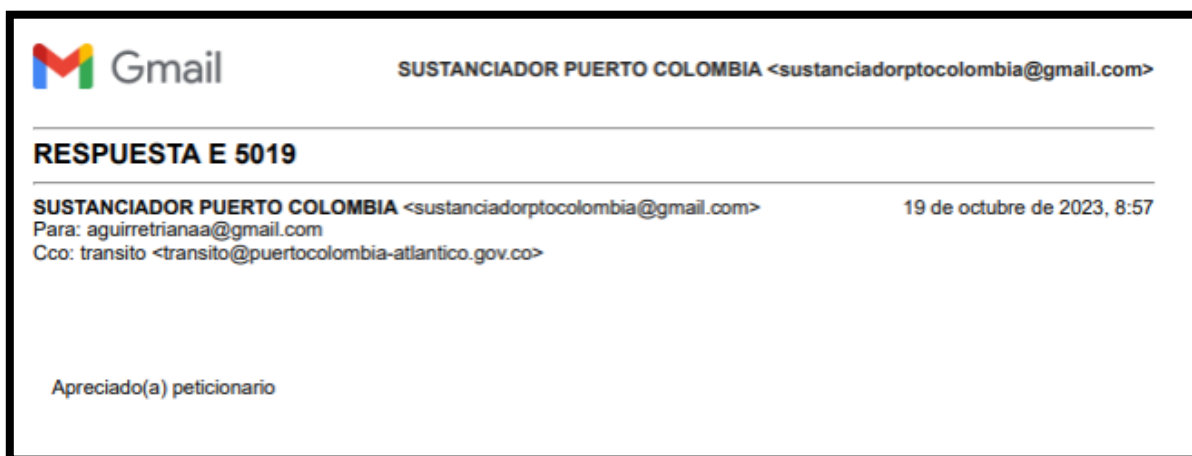 Gmail
SUSTANCIADOR PUERTO COLOMBIA <sustanciadorptocolombia@gmail.com>
RESPUESTA E 5019
SUSTANCIADOR PUERTO COLOMBIA <sustanciadorptocolombia@gmail.com> 19 de octubre de 2023, 8:57
Para: aguirretrianaa@gmail.com
Cco: transito <transito@puertocolombia-atlantico.gov.co>
Apreciado(a) peticionario